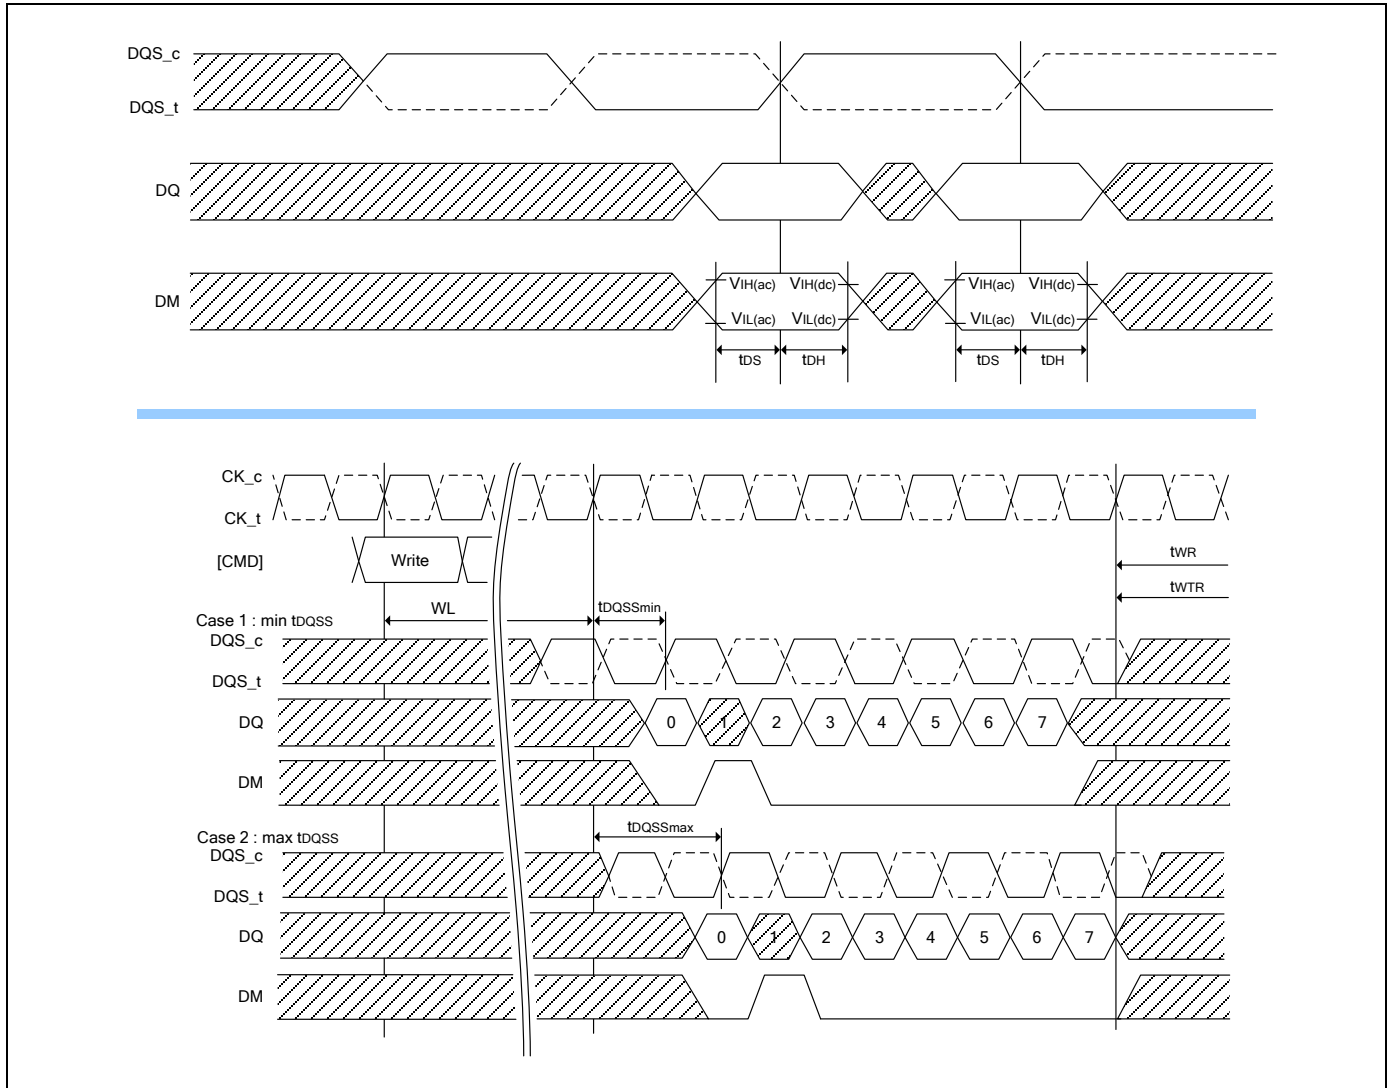 DQS_c
DQS_t
DQ
DM
VIH(ac) VIH(dc) VIH(ac) VIH(dc)
VIL(ac) VIL(dc) VIL(ac) VIL(dc)
tDS tDH tDS tDH
CK_c
CK_t
[CMD] Write tWR
tWTR
WL tDQSSmin
Case 1 : min tDQSS
DQS_c
DQS_t
DQ 0 1 2 3 4 5 6 7
DM
tDQSSmax
Case 2 : max tDQSS
DQS_c
DQS_t
DQ 0 1 2 3 4 5 6 7
DM